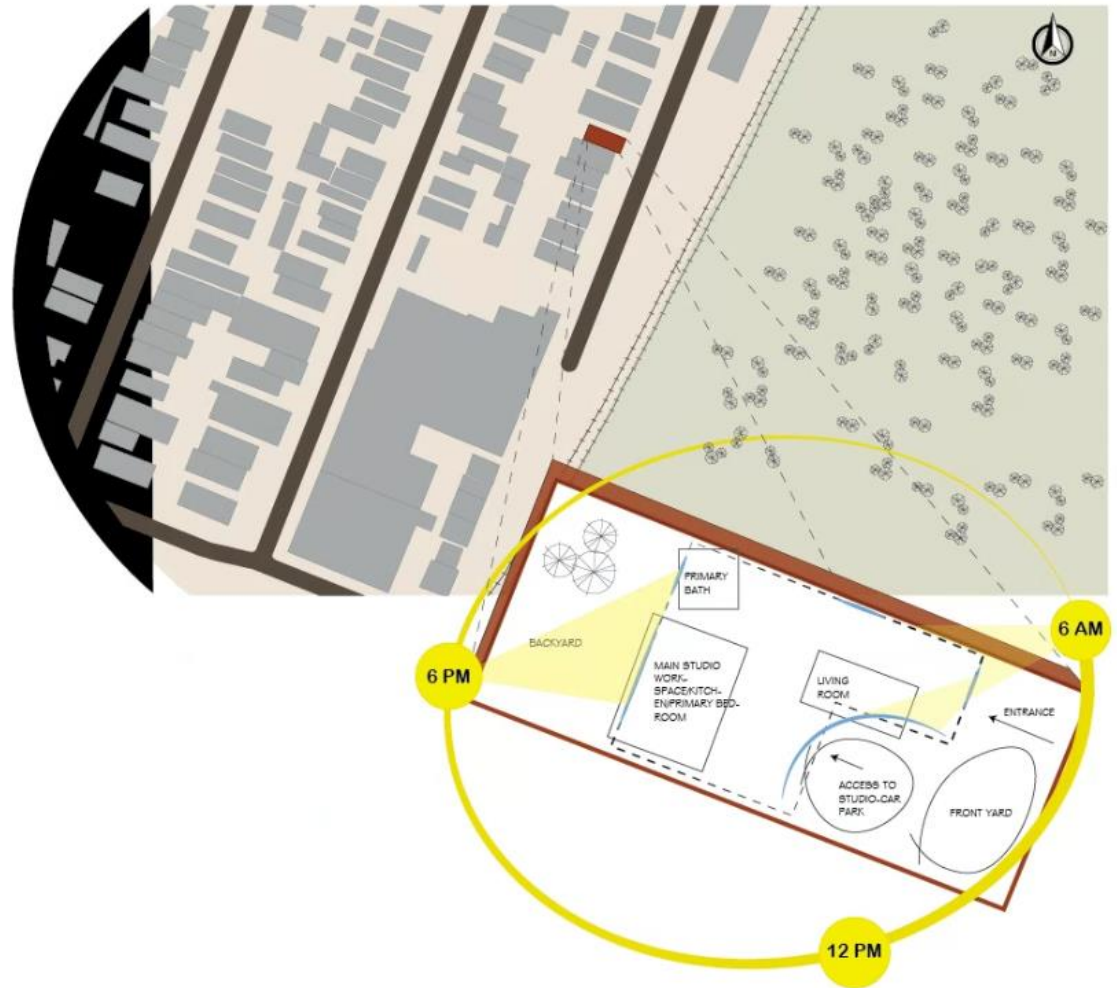 N
PRIMARY
BATH
6 AM
BACKYARD
6 PM
MAIN STUDIO
WORK-
SPACE/KITCH-
EN/PRIMARY BED-
ROOM
LIVING
ROOM
ENTRANCE
ACCESS TO
STUDIO-CAR
PARK
FRONT YARD
12 PM